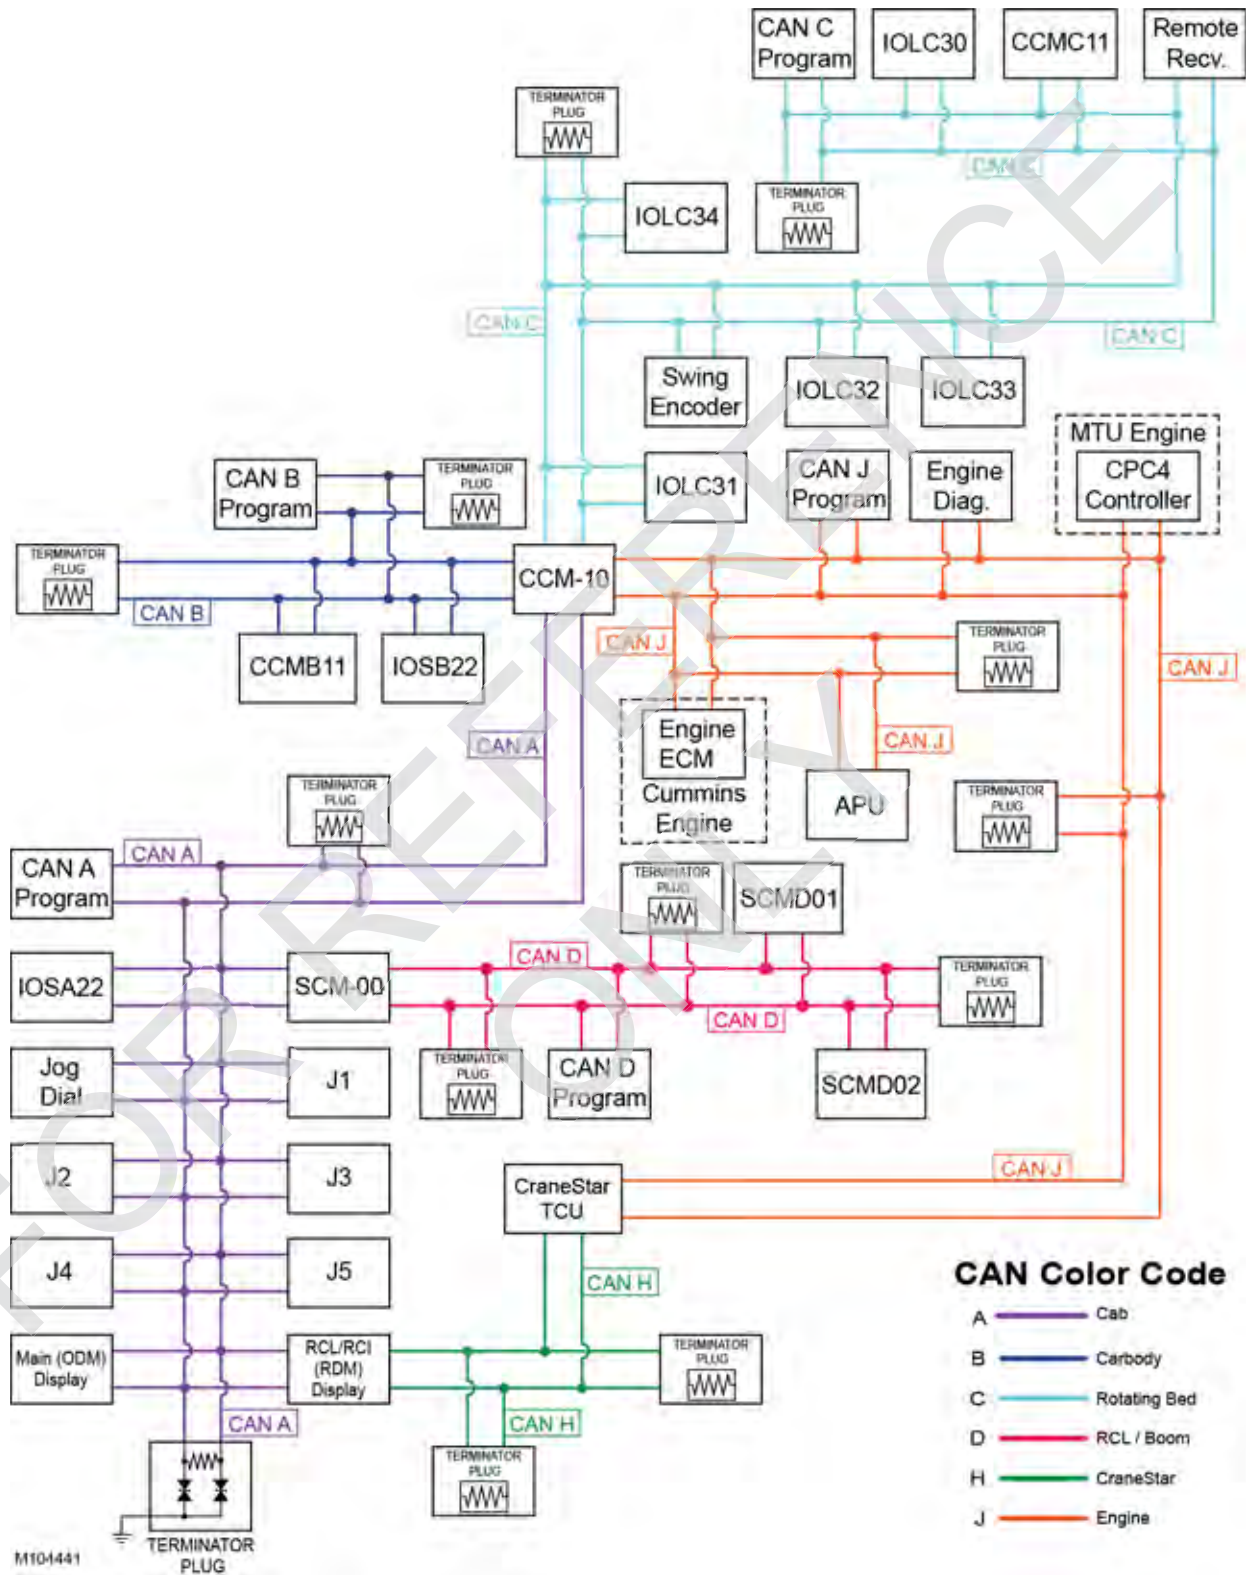 CAN C
Program
IOLC30
CCMC11
Remote
Recv.
TERMINATOR
PLUG
CAN C
TERMINATOR
PLUG
IOLC34
CAN C
CAN C
Swing
Encoder
IOLC32
IOLC33
MTU Engine
CPC4
Controller
CAN B
Program
TERMINATOR
PLUG
IOLC31
CAN J
Program
Engine
Diag.
TERMINATOR
PLUG
CAN B
CCM-10
CCMB11
IOSB22
CAN J
TERMINATOR
PLUG
CAN J
CAN A
Engine
ECM
Cummins
Engine
CAN J
APU
TERMINATOR
PLUG
TERMINATOR
PLUG
CAN A
Program
CAN A
TERMINATOR
PLUG
SCMD01
IOSA22
SCM-00
CAN D
CAN D
TERMINATOR
PLUG
Jog
Dial
J1
TERMINATOR
PLUG
CAN D
Program
SCMD02
J2
J3
CraneStar
TCU
CAN J
J4
J5
CAN H
CAN Color Code
A
Cab
B
Carbody
C
Rotating Bed
D
RCL / Boom
H
CraneStar
J
Engine
Main (ODM)
Display
RCL/RCI
(RDM)
Display
TERMINATOR
PLUG
CAN A
CAN H
TERMINATOR
PLUG
TERMINATOR
PLUG
M104441
FOR REFERENCE
ONLY